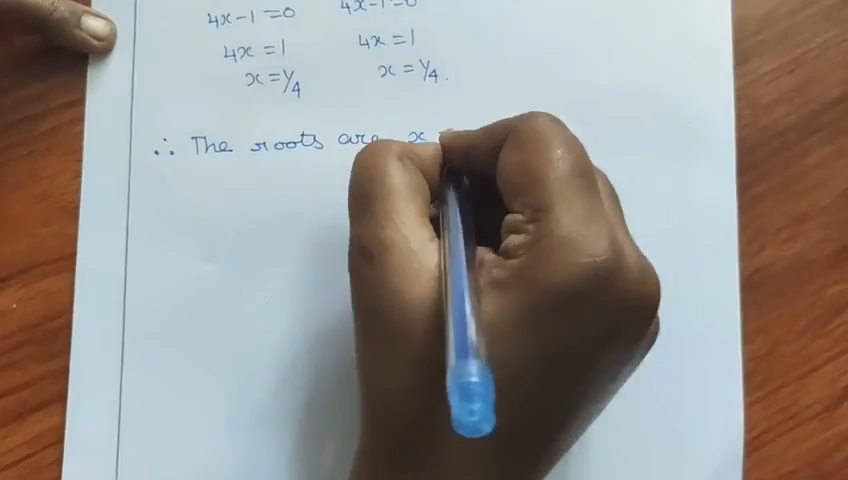 4x-1=0 4x-1=0
4x=1 4x=1
x=1/4 x=1/4.
∴ The roots are x